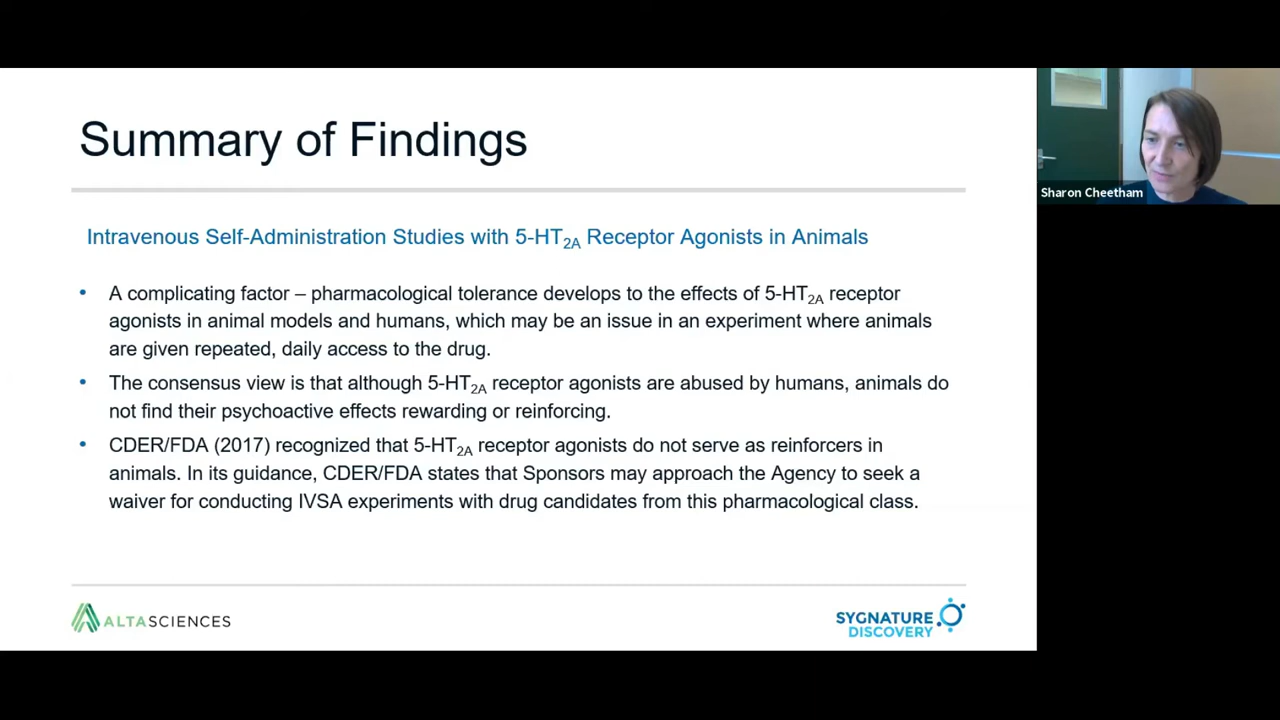 Summary of Findings
Sharon Cheetham
Intravenous Self-Administration Studies with 5-HT2A Receptor Agonists in Animals
• A complicating factor – pharmacological tolerance develops to the effects of 5-HT2A receptor
agonists in animal models and humans, which may be an issue in an experiment where animals
are given repeated, daily access to the drug.
• The consensus view is that although 5-HT2A receptor agonists are abused by humans, animals do
not find their psychoactive effects rewarding or reinforcing.
• CDER/FDA (2017) recognized that 5-HT2A receptor agonists do not serve as reinforcers in
animals. In its guidance, CDER/FDA states that Sponsors may approach the Agency to seek a
waiver for conducting IVSA experiments with drug candidates from this pharmacological class.
ALTASCIENCES
SYGNATURE
DISCOVERY